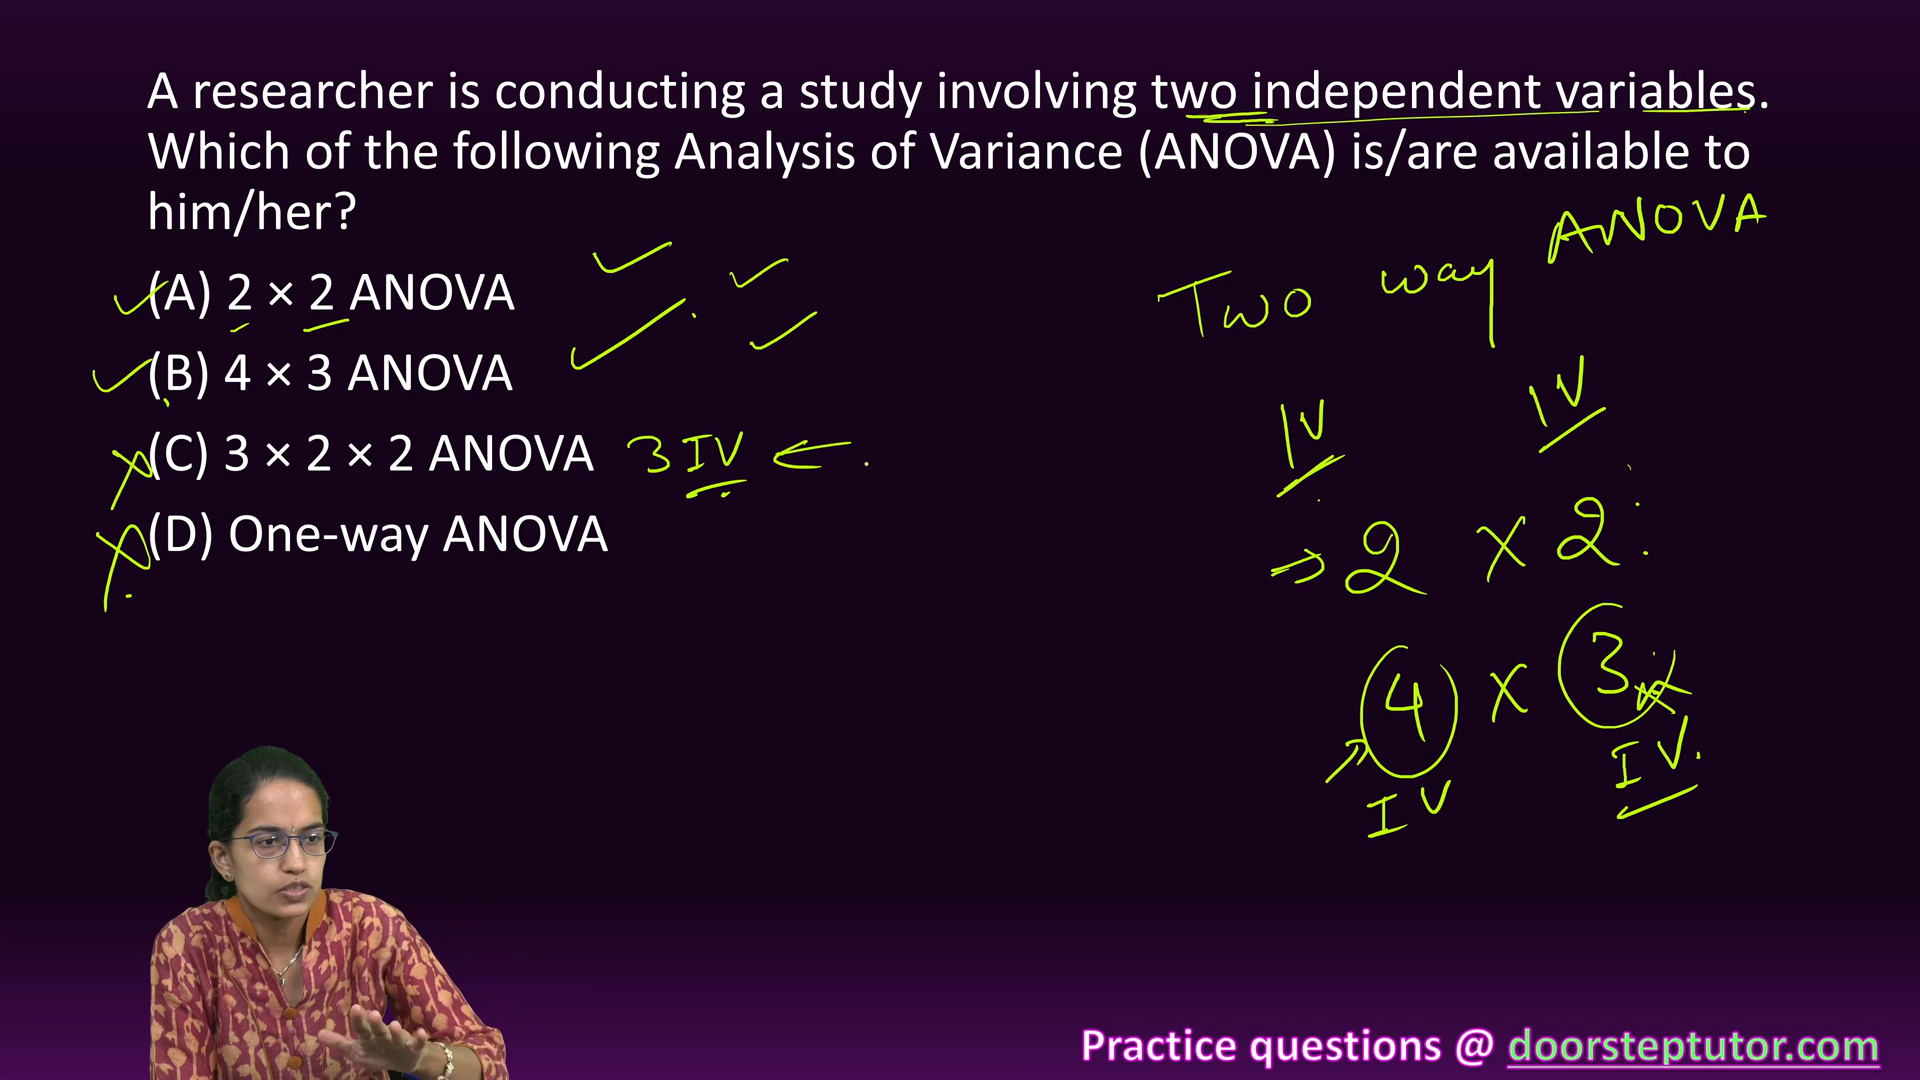 A researcher is conducting a study involving two independent variables.
Which of the following Analysis of Variance (ANOVA) is/are available to
him/her?
Two way ANOVA
(A) 2 × 2 ANOVA
(B) 4 × 3 ANOVA
(C) 3 × 2 × 2 ANOVA 3 IV ←
(D) One-way ANOVA
IV IV
⇒ 2 × 2
4 × 3
IV IV
Practice questions @ doorsteptutor.com